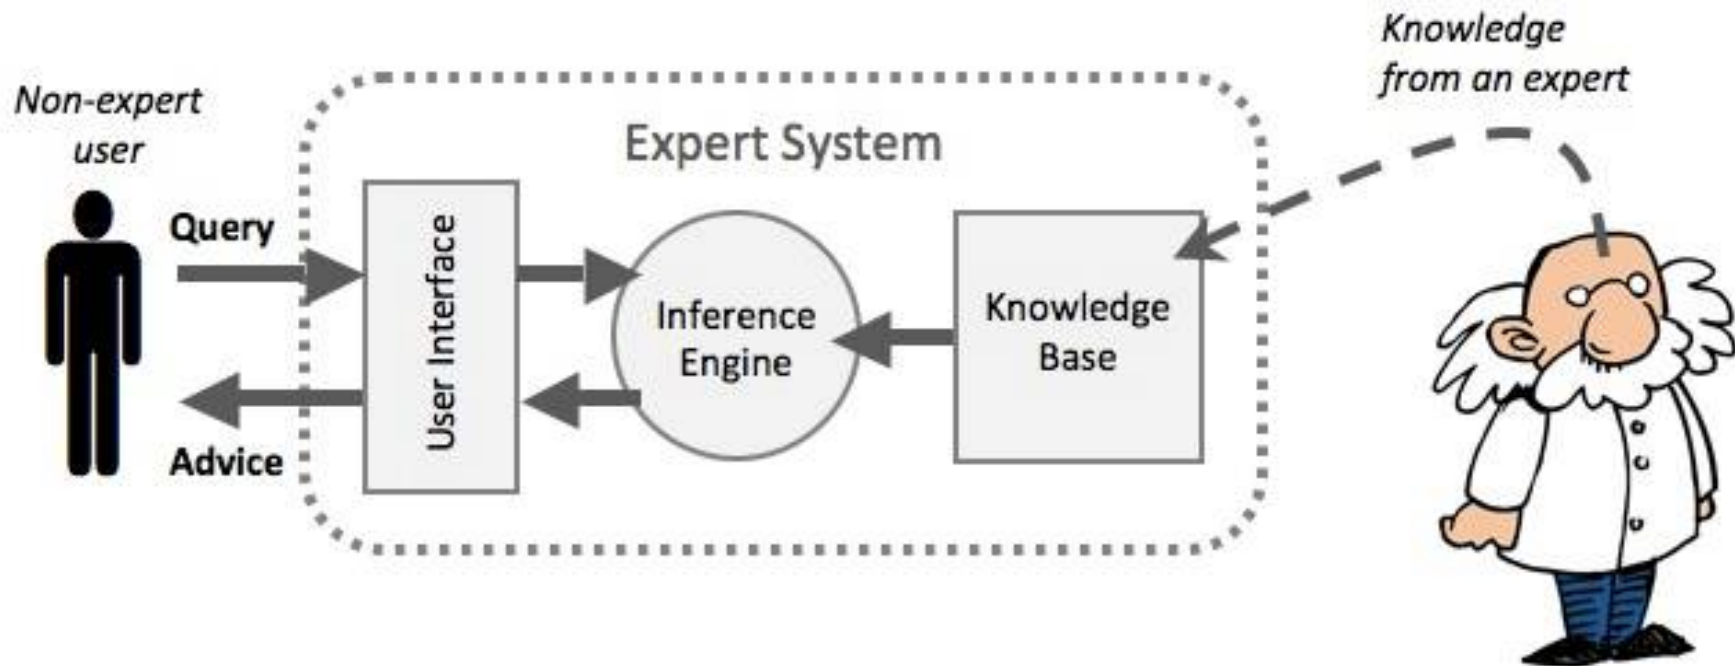 Knowledge
from an expert
Non-expert
user
Expert System
Query
User Interface
Inference
Engine
Knowledge
Base
Advice